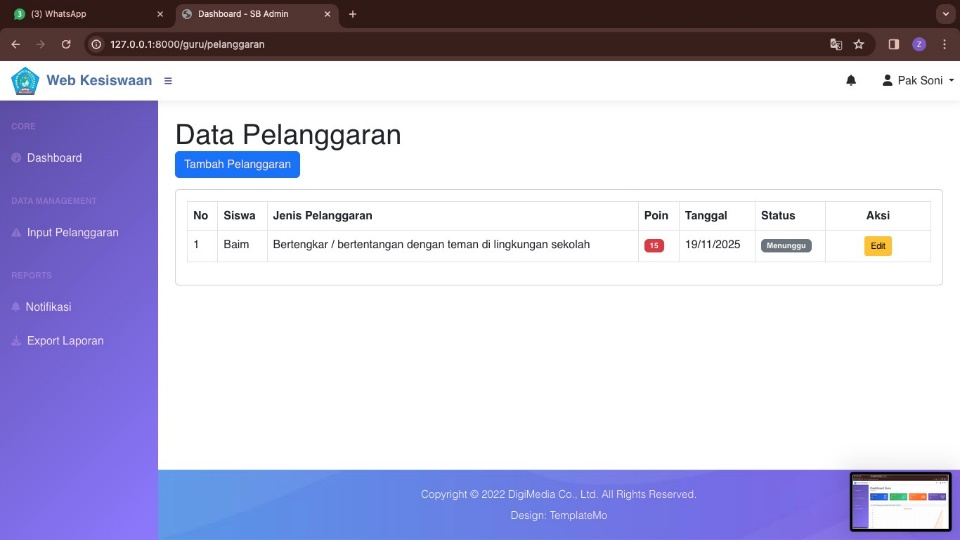 3 (3) WhatsApp
Dashboard - SB Admin
127.0.0.1:8000/guru/pelanggaran
Z
Web Kesiswaan
Pak Soni
CORE
Dashboard
DATA MANAGEMENT
Input Pelanggaran
REPORTS
Notifikasi
Export Laporan
Data Pelanggaran
Tambah Pelanggaran
No Siswa Jenis Pelanggaran Poin Tanggal Status Aksi
1 Baim Bertengkar / bertentangan dengan teman di lingkungan sekolah 15 19/11/2025 Menunggu Edit
Copyright © 2022 DigiMedia Co., Ltd. All Rights Reserved.
Design: TemplateMo